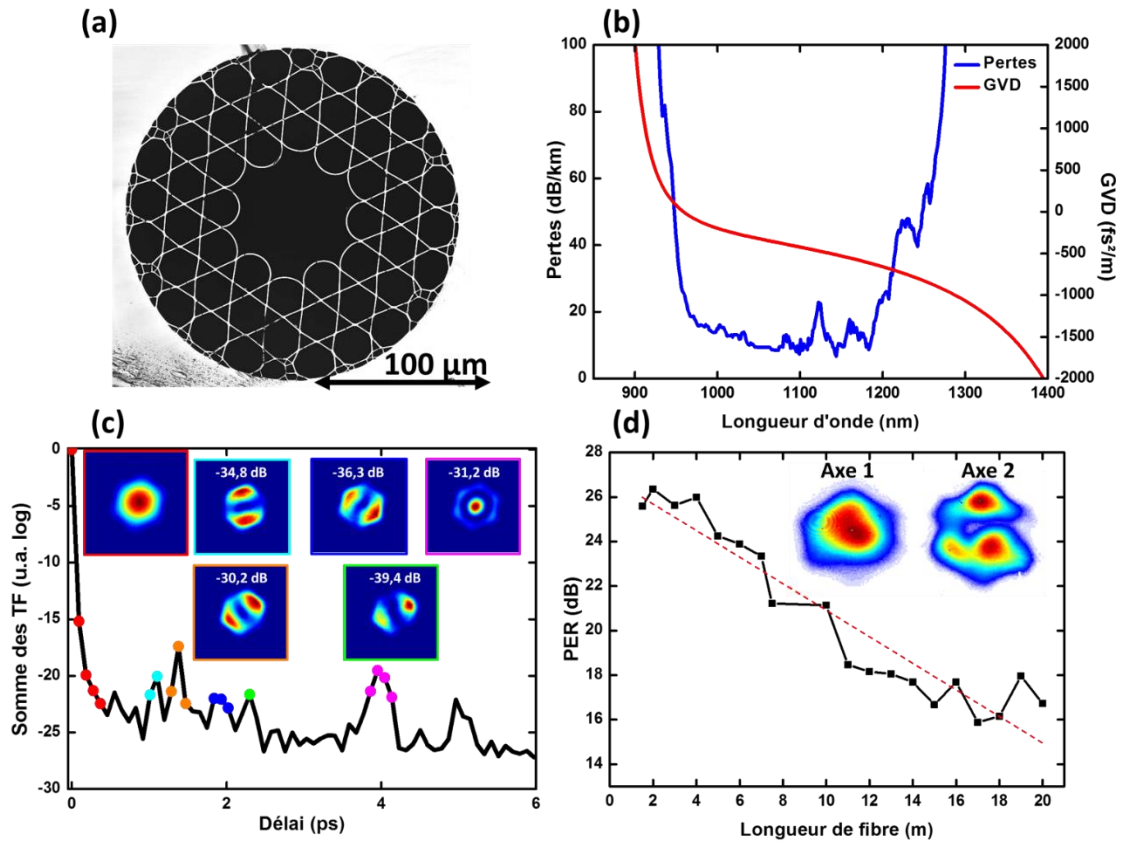 (a)
100 µm
(b)
Pertes (dB/km)
100
80
60
40
20
0
Pertes
GVD
2000
1500
1000
500
0
-500
-1000
-1500
-2000
GVD (fs²/m)
900 1000 1100 1200 1300 1400
Longueur d'onde (nm)
(c)
Somme des TF (u.a. log)
0
-5
-10
-15
-20
-25
-30
-34,8 dB
-36,3 dB
-31,2 dB
-30,2 dB
-39,4 dB
0 2 4 6
Délai (ps)
(d)
PER (dB)
28
26
24
22
20
18
16
14
Axe 1
Axe 2
2 4 6 8 10 12 14 16 18 20
Longueur de fibre (m)